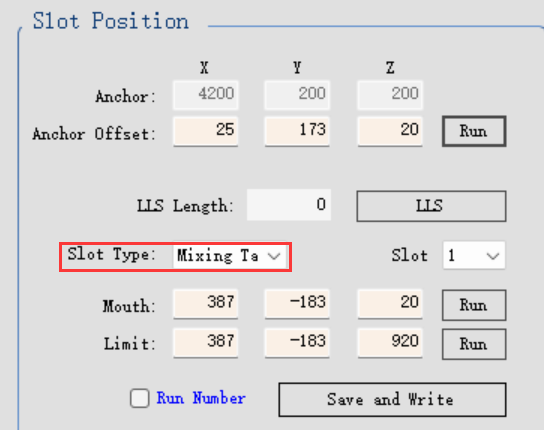 Slot Position
X Y Z
Anchor: 4200 200 200
Anchor Offset: 25 173 20 Run
LLS Length: 0 LLS
Slot Type: Mixing Ta Slot 1
Mouth: 387 -183 20 Run
Limit: 387 -183 920 Run
Run Number Save and Write